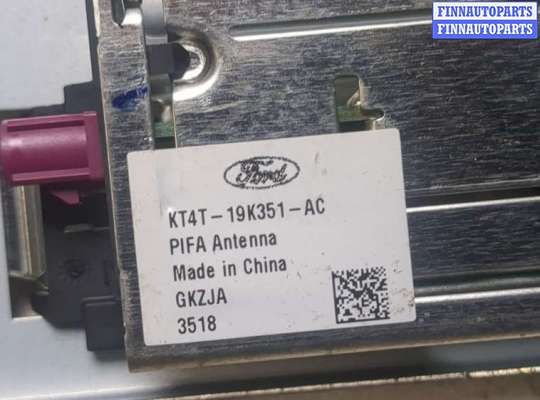 FINNAUTOPARTS
FINNAUTOPARTS
Ford
KT4T-19K351-AC
PIFA Antenna
Made in China
GKZJA
3518